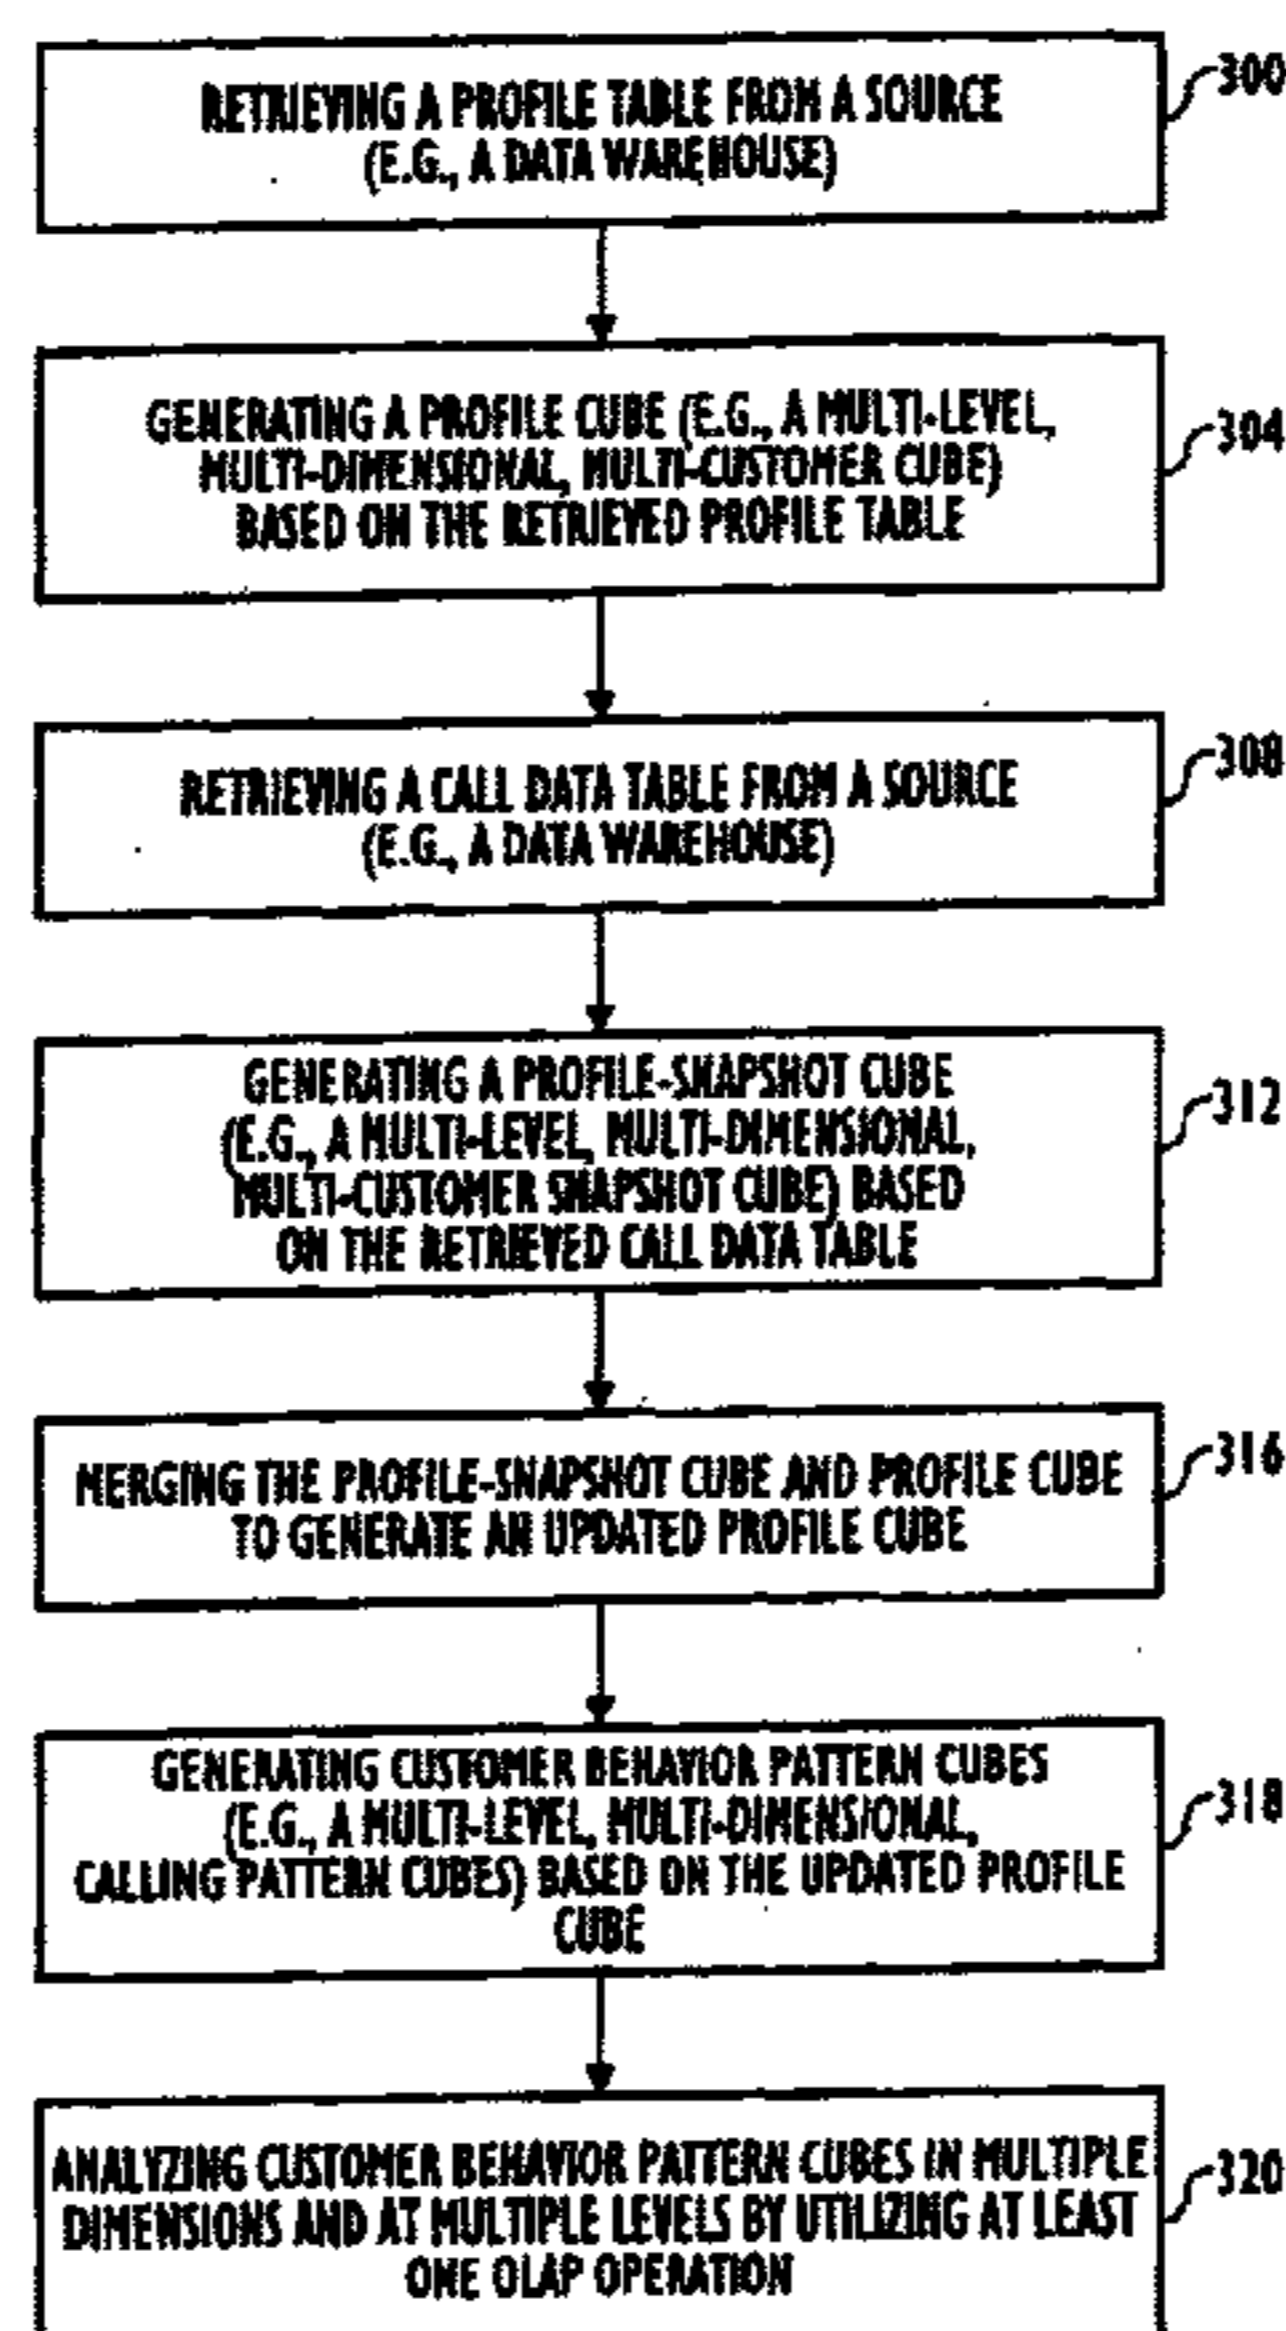 RETRIEVING A PROFILE TABLE FROM A SOURCE
(E.G., A DATA WAREHOUSE)
300
GENERATING A PROFILE CUBE (E.G., A MULTI-LEVEL,
MULTI-DIMENSIONAL, MULTI-CUSTOMER CUBE)
BASED ON THE RETRIEVED PROFILE TABLE
304
RETRIEVING A CALL DATA TABLE FROM A SOURCE
(E.G., A DATA WAREHOUSE)
308
GENERATING A PROFILE-SNAPSHOT CUBE
(E.G., A MULTI-LEVEL, MULTI-DIMENSIONAL,
MULTI-CUSTOMER SNAPSHOT CUBE) BASED
ON THE RETRIEVED CALL DATA TABLE
312
MERGING THE PROFILE-SNAPSHOT CUBE AND PROFILE CUBE
TO GENERATE AN UPDATED PROFILE CUBE
316
GENERATING CUSTOMER BEHAVIOR PATTERN CUBES
(E.G., A MULTI-LEVEL, MULTI-DIMENSIONAL,
CALLING PATTERN CUBES) BASED ON THE UPDATED PROFILE
CUBE
318
ANALYZING CUSTOMER BEHAVIOR PATTERN CUBES IN MULTIPLE
DIMENSIONS AND AT MULTIPLE LEVELS BY UTILIZING AT LEAST
ONE OLAP OPERATION
320